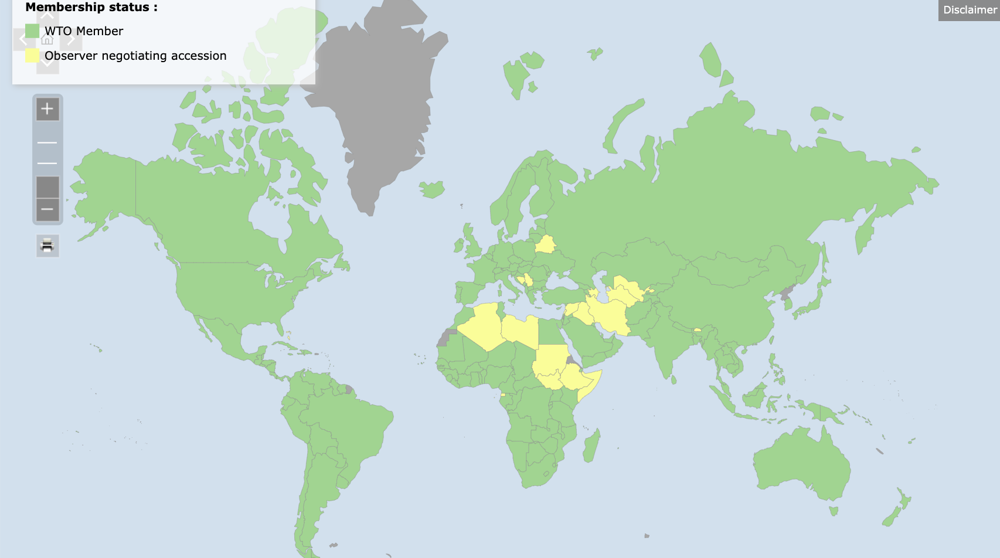 Membership status :
WTO Member
Observer negotiating accession
Disclaimer